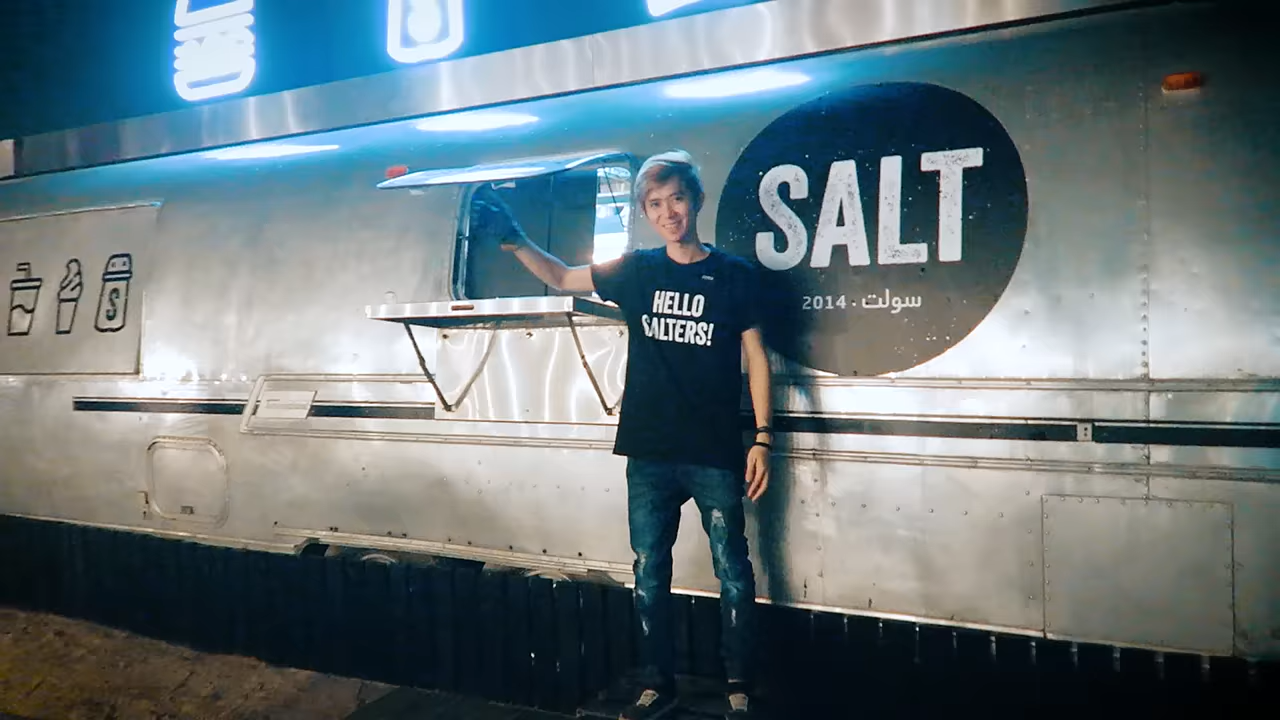 SALT
2014 · سولت
HELLO
SALTERS!
S